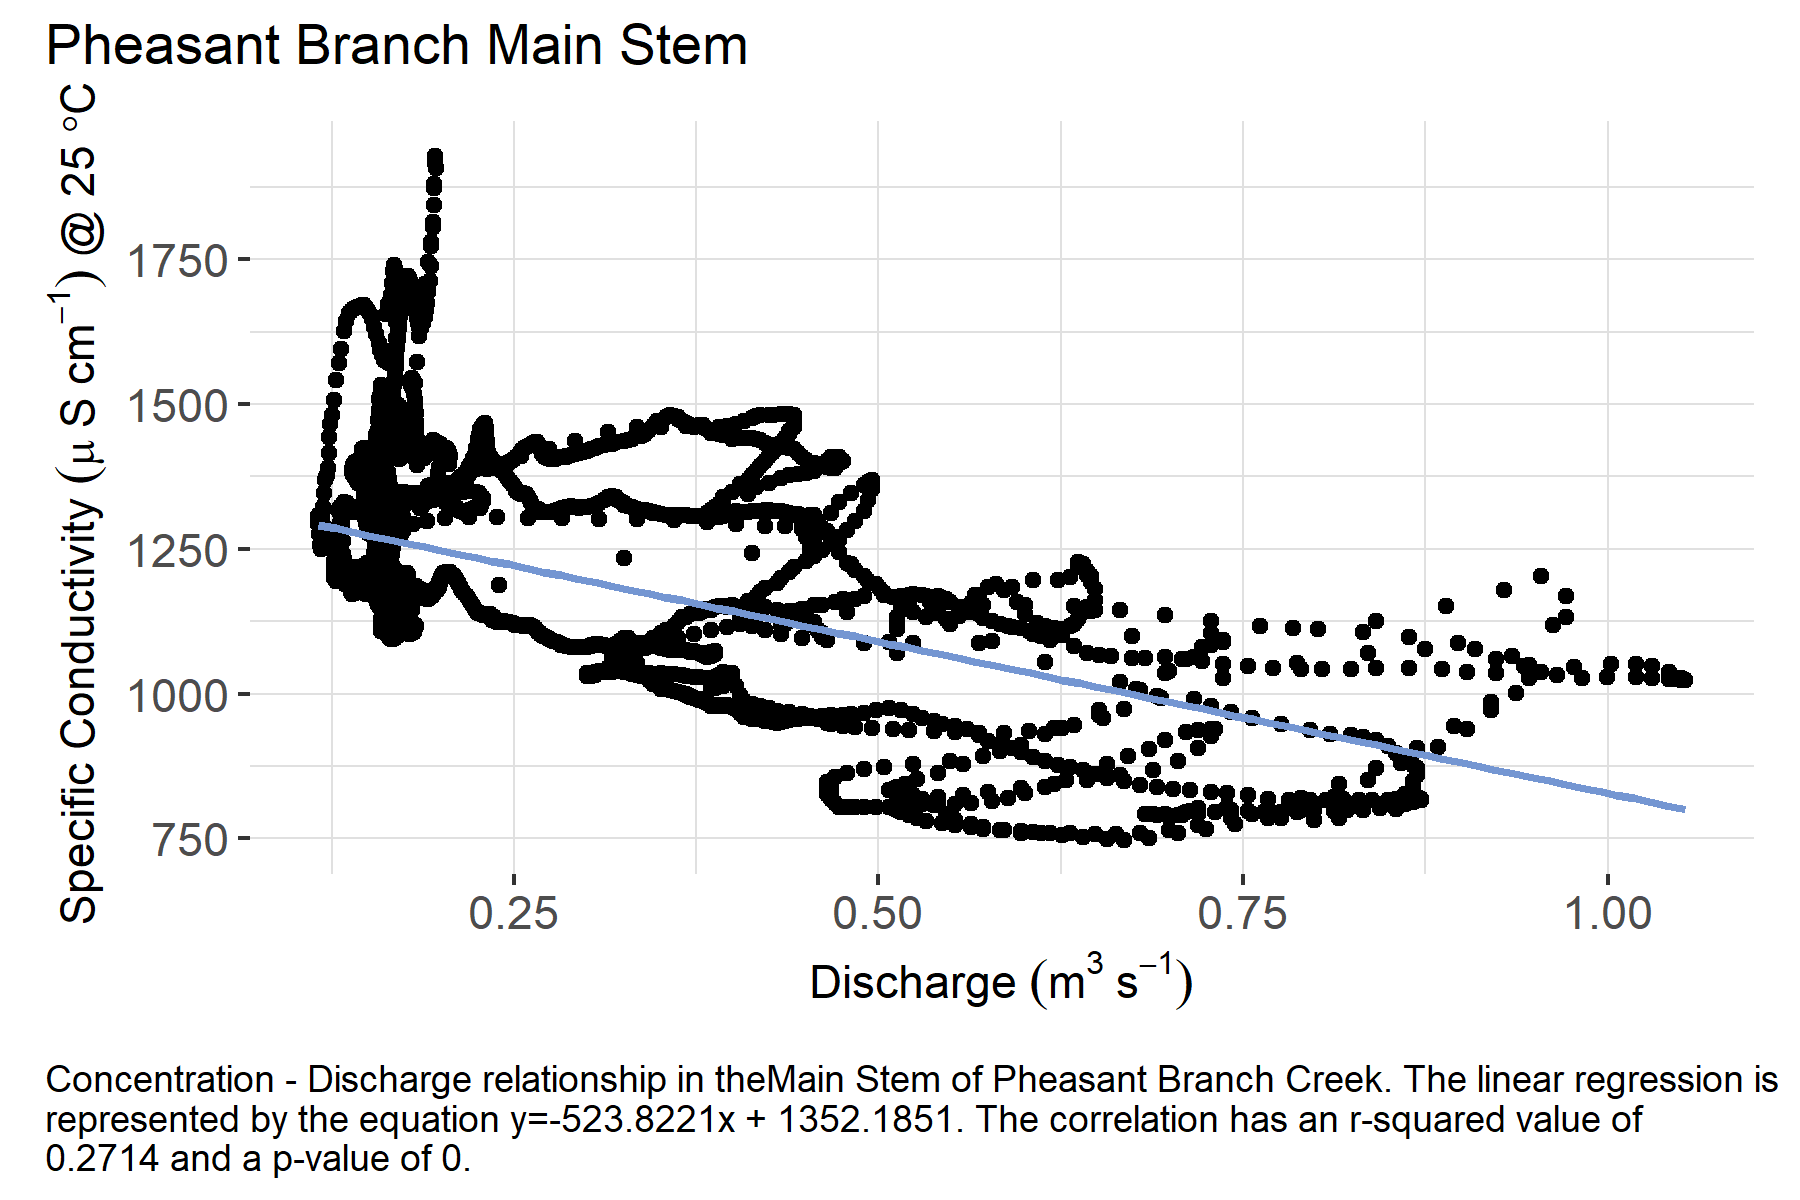 Pheasant Branch Main Stem
Specific Conductivity (μ S cm⁻¹) @ 25 °C
1750
1500
1250
1000
750
0.25 0.50 0.75 1.00
Discharge (m³ s⁻¹)
Concentration - Discharge relationship in theMain Stem of Pheasant Branch Creek. The linear regression is
represented by the equation y=-523.8221x + 1352.1851. The correlation has an r-squared value of
0.2714 and a p-value of 0.